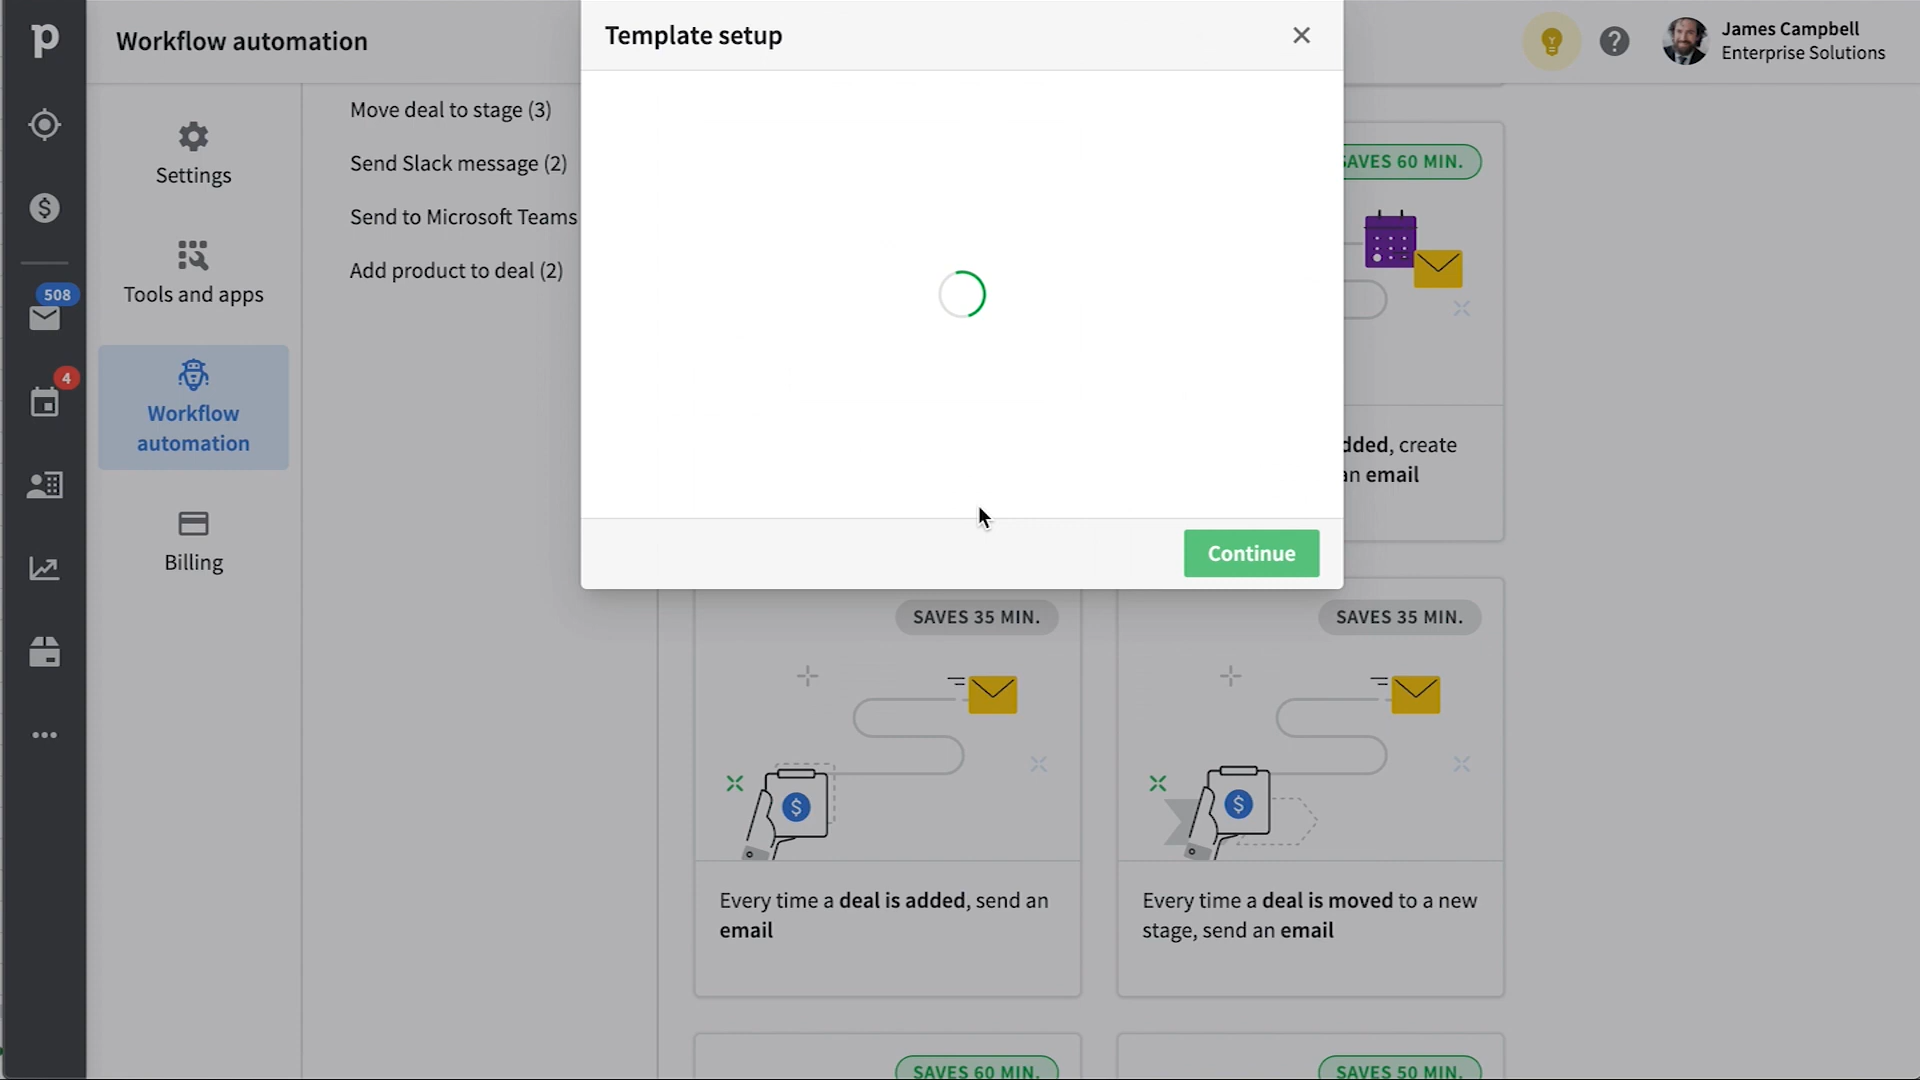 p
Workflow automation
Template setup
James Campbell
Enterprise Solutions
Settings
Tools and apps
508
4
Workflow
automation
Billing
Move deal to stage (3)
Send Slack message (2)
Send to Microsoft Teams
Add product to deal (2)
SAVES 60 MIN.
dded, create
an email
Continue
SAVES 35 MIN.
SAVES 35 MIN.
Every time a deal is added, send an
email
Every time a deal is moved to a new
stage, send an email
SAVES 60 MIN.
SAVES 50 MIN.